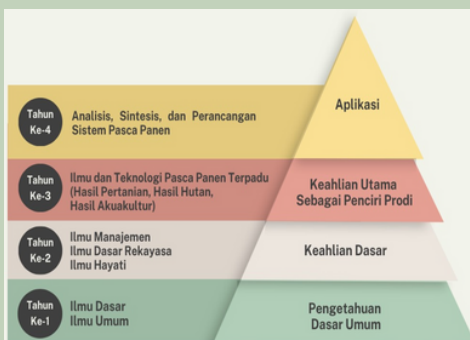 Tahun
Ke-4
Analisis, Sintesis, dan Perancangan
Sistem Pasca Panen
Aplikasi
Tahun
Ke-3
Ilmu dan Teknologi Pasca Panen Terpadu
(Hasil Pertanian, Hasil Hutan,
Hasil Akuakultur)
Keahlian Utama
Sebagai Penciri Prodi
Tahun
Ke-2
Ilmu Manajemen
Ilmu Dasar Rekayasa
Ilmu Hayati
Keahlian Dasar
Tahun
Ke-1
Ilmu Dasar
Ilmu Umum
Pengetahuan
Dasar Umum